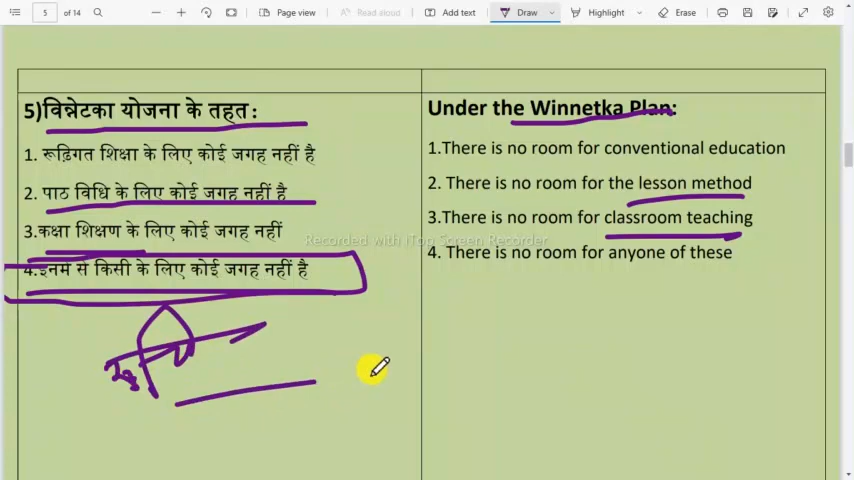 5 of 14
Page view
Read aloud
Add text
Draw
Highlight
Erase
5)विन्नेटका योजना के तहत:
1. रूढ़िगत शिक्षा के लिए कोई जगह नहीं है
2. पाठ विधि के लिए कोई जगह नहीं है
3.कक्षा शिक्षण के लिए कोई जगह नहीं
4.इनमें से किसी के लिए कोई जगह नहीं है
Under the Winnetka Plan:
1.There is no room for conventional education
2. There is no room for the lesson method
3.There is no room for classroom teaching
4. There is no room for anyone of these
Recorded with iTop Screen Recorder